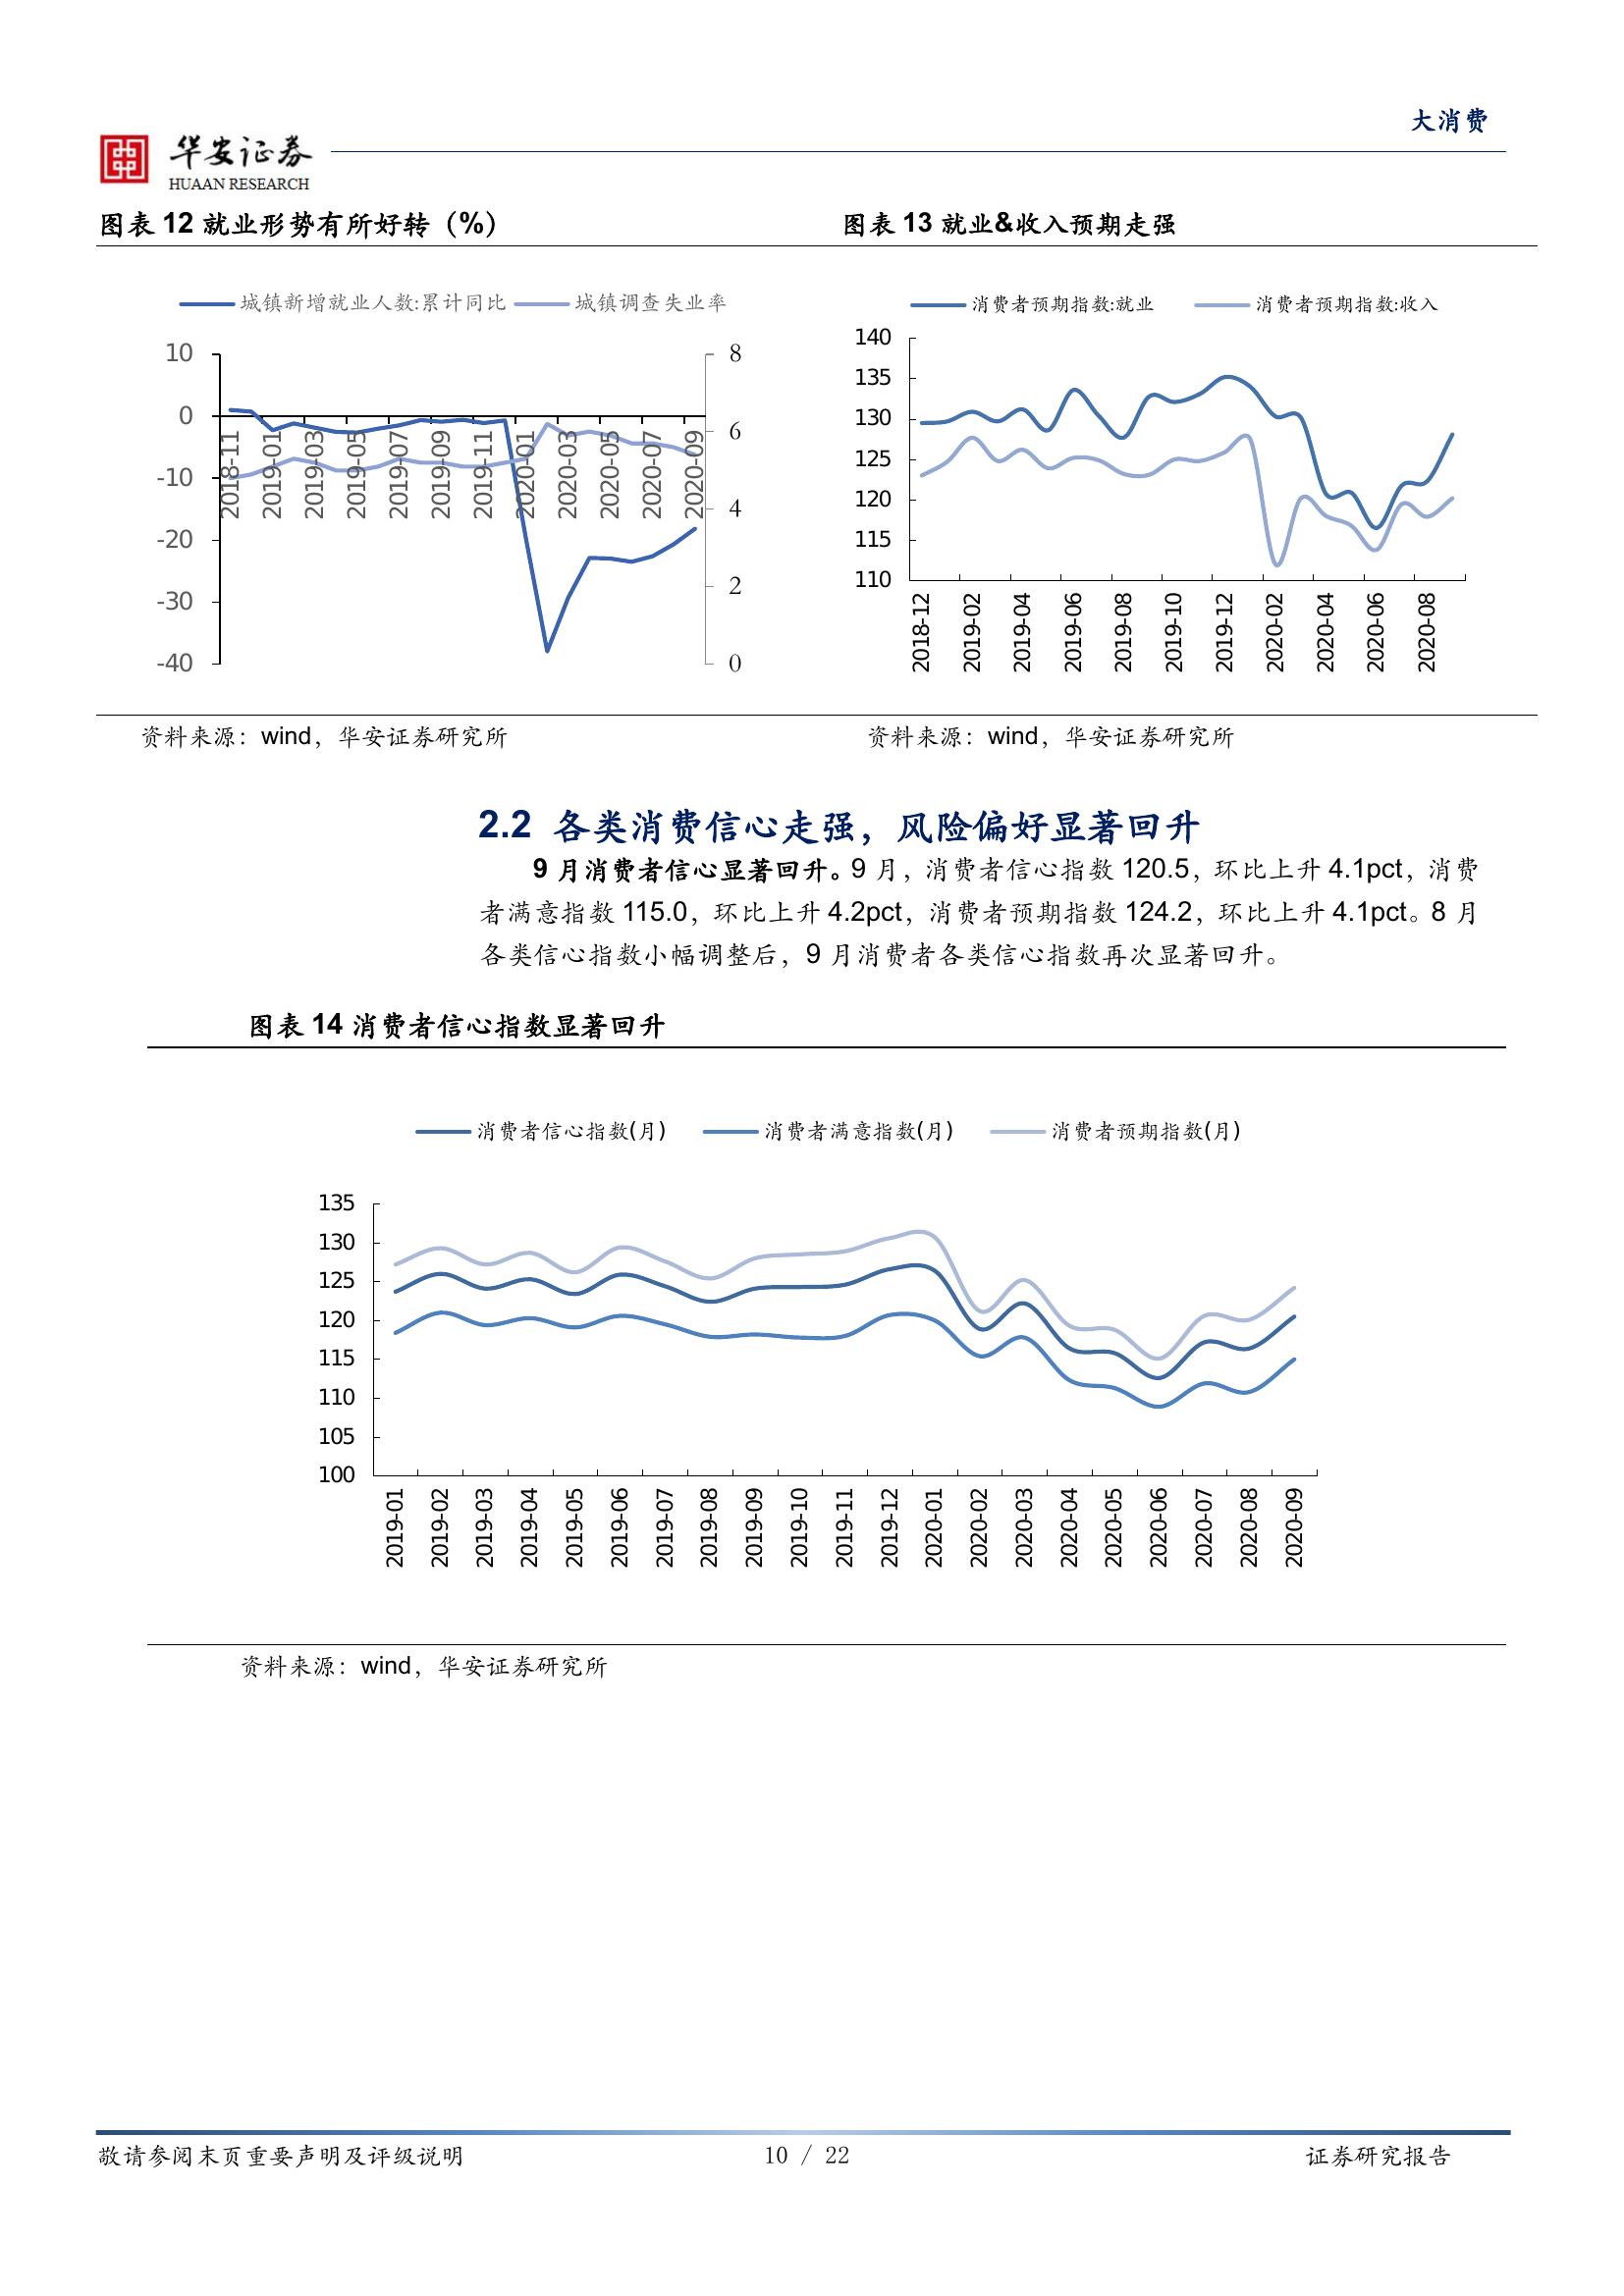 大消费
华安证券
HUAAN RESEARCH
图表 12 就业形势有所好转（%）
图表 13 就业&收入预期走强
城镇新增就业人数:累计同比 城镇调查失业率
10
0
-10
-20
-30
-40
8
6
4
2
0
2018-11 2019-01 2019-03 2019-05 2019-07 2019-09 2019-11 2020-01 2020-03 2020-05 2020-07 2020-09
消费者预期指数:就业 消费者预期指数:收入
140
135
130
125
120
115
110
2018-12 2019-02 2019-04 2019-06 2019-08 2019-10 2019-12 2020-02 2020-04 2020-06 2020-08
资料来源：wind，华安证券研究所
资料来源：wind，华安证券研究所
2.2 各类消费信心走强，风险偏好显著回升
9 月消费者信心显著回升。9 月，消费者信心指数 120.5，环比上升 4.1pct，消费
者满意指数 115.0，环比上升 4.2pct，消费者预期指数 124.2，环比上升 4.1pct。8 月
各类信心指数小幅调整后，9 月消费者各类信心指数再次显著回升。
图表 14 消费者信心指数显著回升
消费者信心指数(月) 消费者满意指数(月) 消费者预期指数(月)
135
130
125
120
115
110
105
100
2019-01 2019-02 2019-03 2019-04 2019-05 2019-06 2019-07 2019-08 2019-09 2019-10 2019-11 2019-12 2020-01 2020-02 2020-03 2020-04 2020-05 2020-06 2020-07 2020-08 2020-09
资料来源：wind，华安证券研究所
敬请参阅末页重要声明及评级说明
10 / 22
证券研究报告